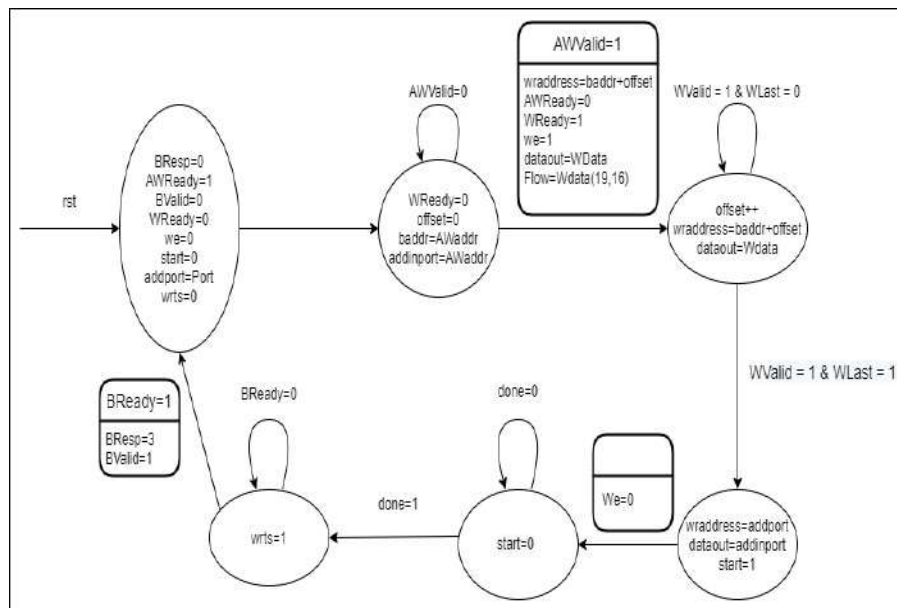 rst
BResp=0
AWReady=1
BValid=0
WReady=0
we=0
start=0
addport=Port
wrts=0
AWValid=0
WReady=0
offset=0
baddr=AWaddr
addinport=AWaddr
AWValid=1
wraddress=baddr+offset
AWReady=0
WReady=1
we=1
dataout=WData
Flow=Wdata(19,16)
WValid = 1 & WLast = 0
offset++
wraddress=baddr+offset
dataout=Wdata
WValid = 1 & WLast = 1
wraddress=addport
dataout=addinport
start=1
We=0
done=0
start=0
done=1
BReady=0
wrts=1
BReady=1
BResp=3
BValid=1